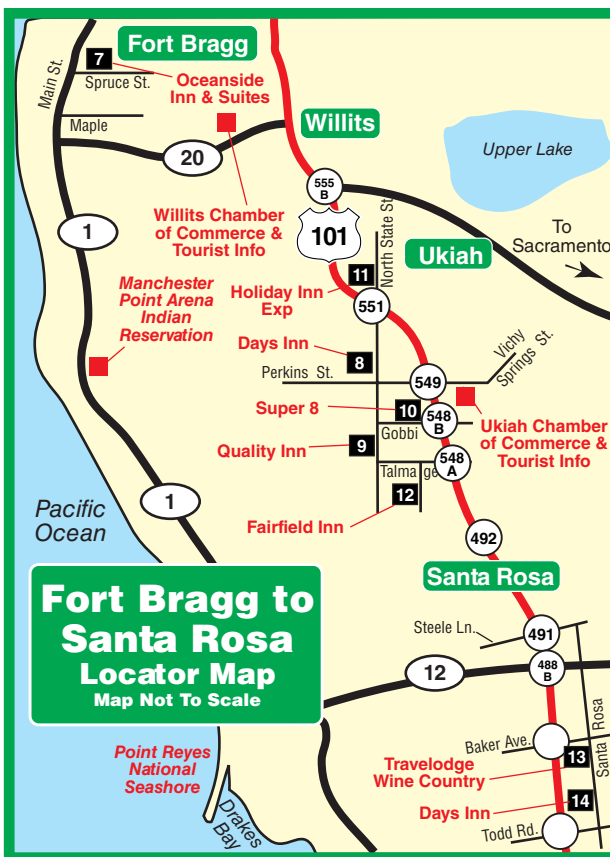 Fort Bragg
7
Main St.
Spruce St.
Oceanside
Inn & Suites
Maple
Willits
20
Upper Lake
555
B
Willits Chamber
of Commerce &
Tourist Info
101
1
North State St.
Ukiah
To
Sacramento
11
Holiday Inn
Exp
551
Manchester
Point Arena
Indian
Reservation
Days Inn
8
Vichy
Springs St.
Perkins St.
549
Super 8
10
548
B
Gobbi
Ukiah Chamber
of Commerce &
Tourist Info
Quality Inn
9
548
A
Talmage
12
1
Pacific
Ocean
Fairfield Inn
492
Santa Rosa
Fort Bragg to
Santa Rosa
Locator Map
Map Not To Scale
Steele Ln.
491
12
488
B
Santa Rosa
Baker Ave.
Point Reyes
National
Seashore
Travelodge
Wine Country
13
Days Inn
14
Drakes
Bay
Todd Rd.